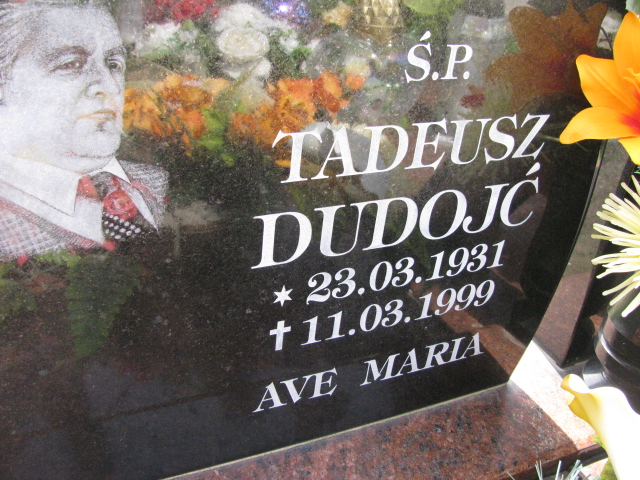 Ś.P.
TADEUSZ
DUDOJĆ
* 23.03.1931
✝ 11.03.1999
AVE MARIA